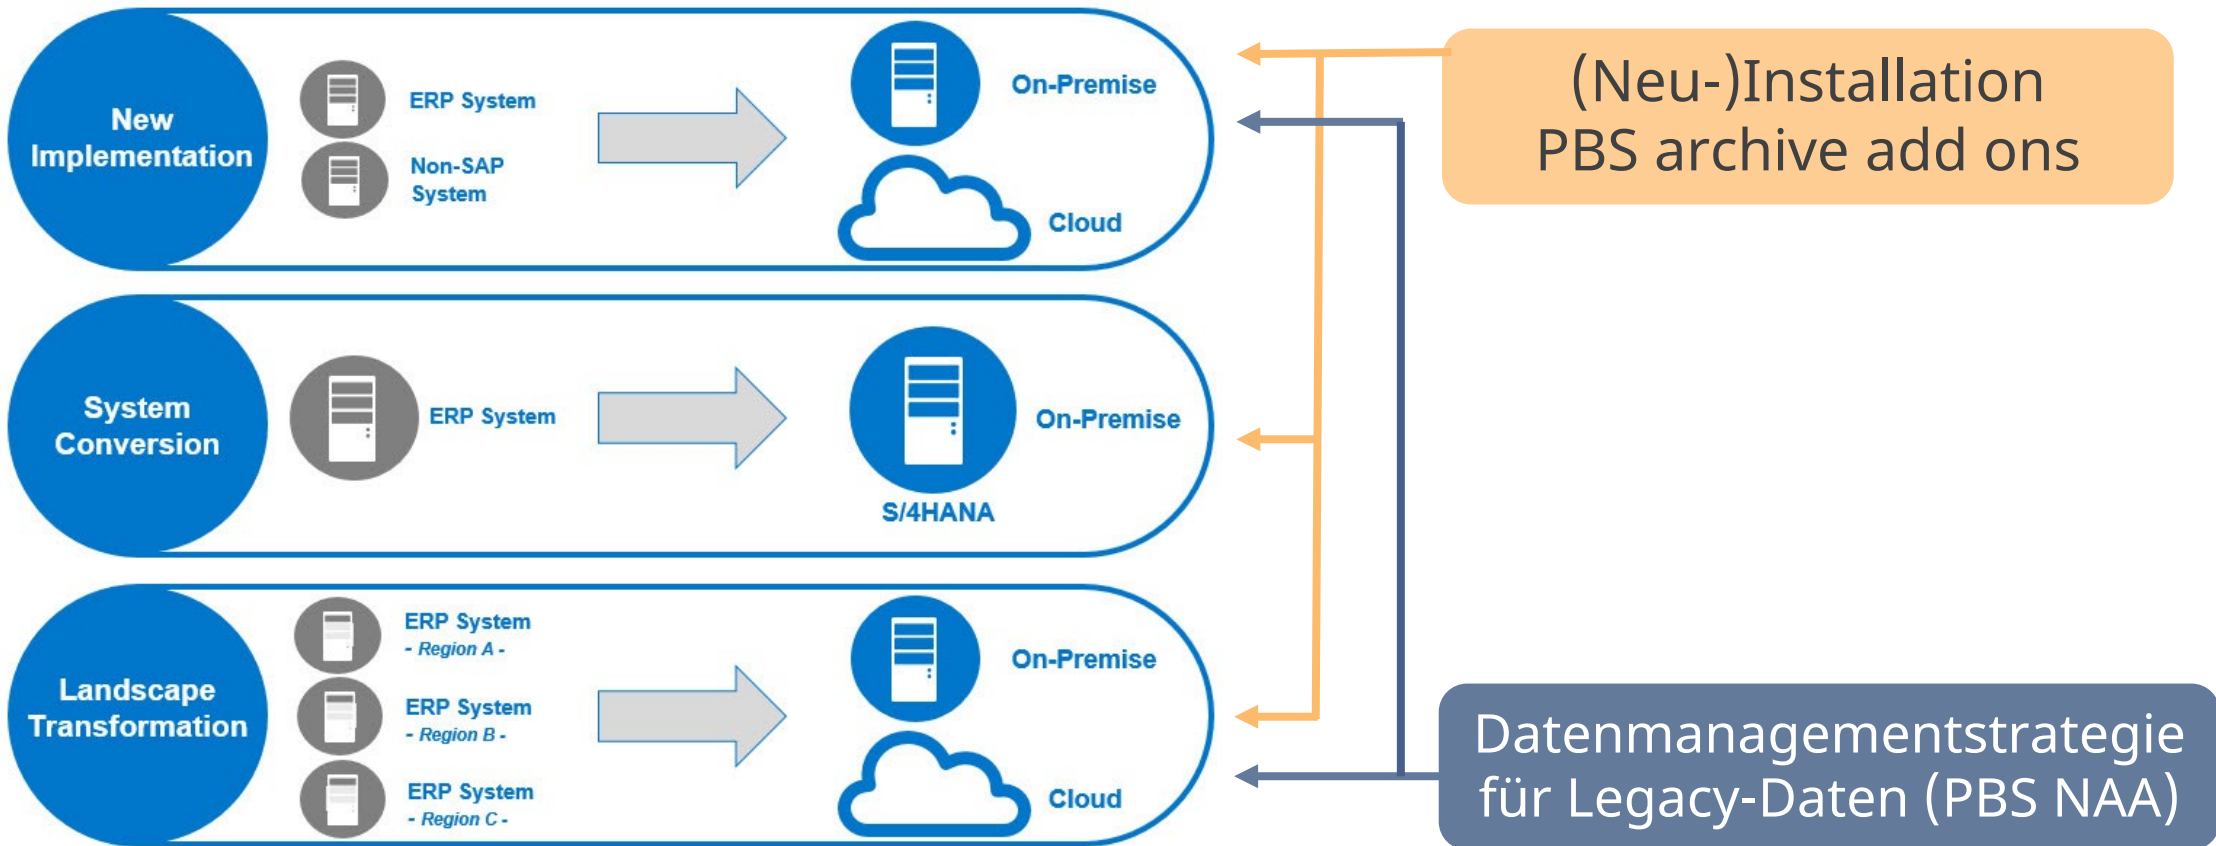 New
Implementation
ERP System
Non-SAP
System
On-Premise
Cloud
(Neu-)Installation
PBS archive add ons
System
Conversion
ERP System
On-Premise
S/4HANA
Landscape
Transformation
ERP System
- Region A -
ERP System
- Region B -
ERP System
- Region C -
On-Premise
Cloud
Datenmanagementstrategie
für Legacy-Daten (PBS NAA)